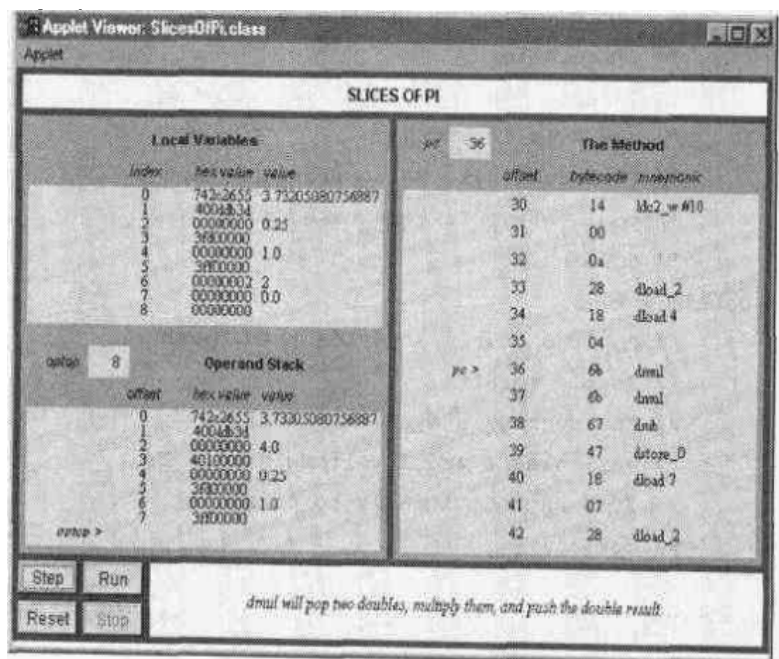 Applet Viewer: SlicesOfPi.class
Applet
SLICES OF PI
Local Variables
index hex value value
0 742c2655 3.73205080756887
1 400ddb3d
2 00000000 0.25
3 3fd00000
4 00000000 1.0
5 3ff00000
6 00000002 2
7 00000000 0.0
8 00000000
optop 8 Operand Stack
offset hex value value
0 742c2655 3.73205080756887
1 400ddb3d
2 00000000 4.0
3 40100000
4 00000000 0.25
5 3fd00000
6 00000000 1.0
7 3ff00000
optop >
pc 36 The Method
offset bytecode mnemonic
30 14 ldc2_w #10
31 00
32 0a
33 28 dload_2
34 18 dload 4
35 04
pc > 36 6b dmul
37 6b dmul
38 67 dsub
39 47 dstore_0
40 18 dload 7
41 07
42 28 dload_2
Step Run
Reset Stop
dmul will pop two doubles, multiply them, and push the double result